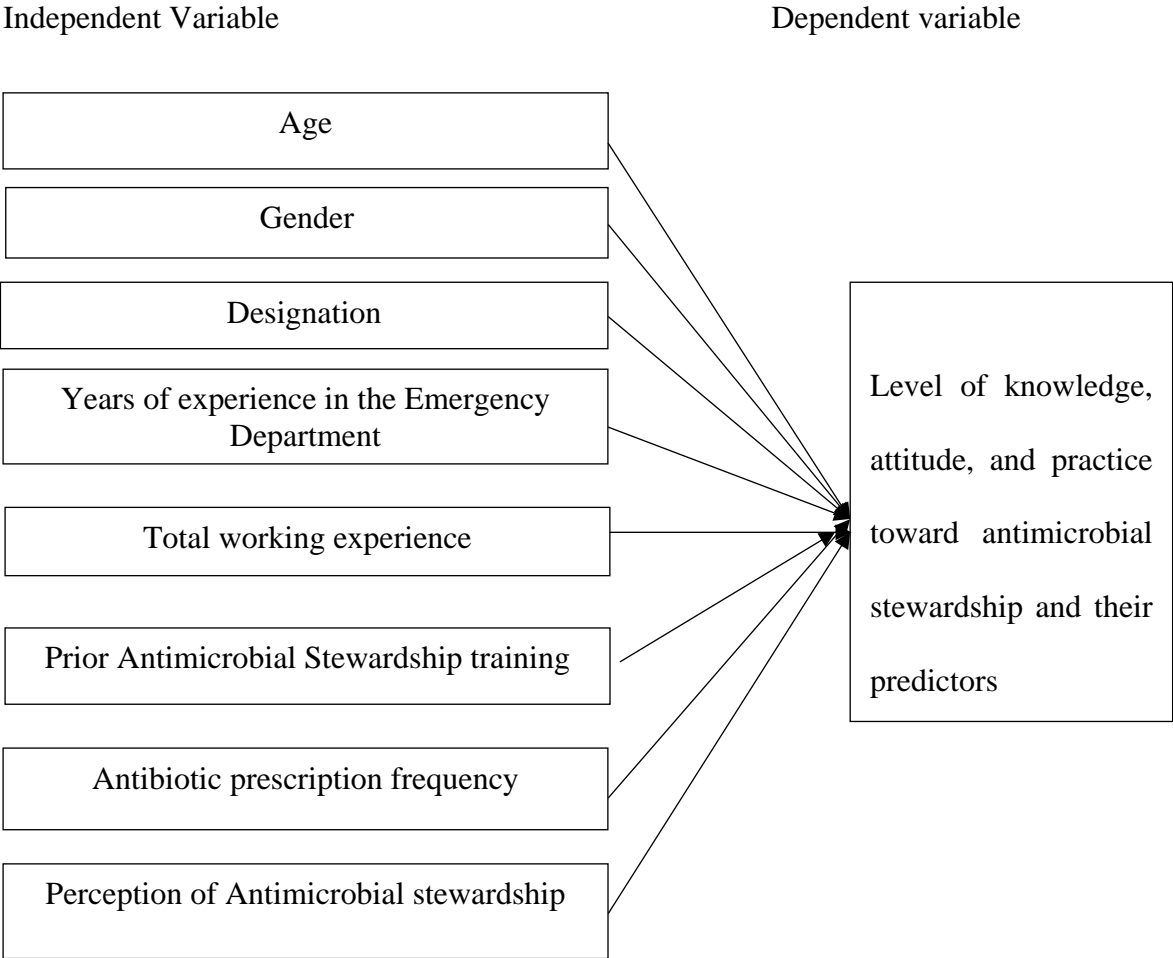 Independent Variable
Dependent variable
Age
Gender
Designation
Years of experience in the Emergency
Department
Total working experience
Prior Antimicrobial Stewardship training
Antibiotic prescription frequency
Perception of Antimicrobial stewardship
Level of knowledge,
attitude, and practice
toward antimicrobial
stewardship and their
predictors